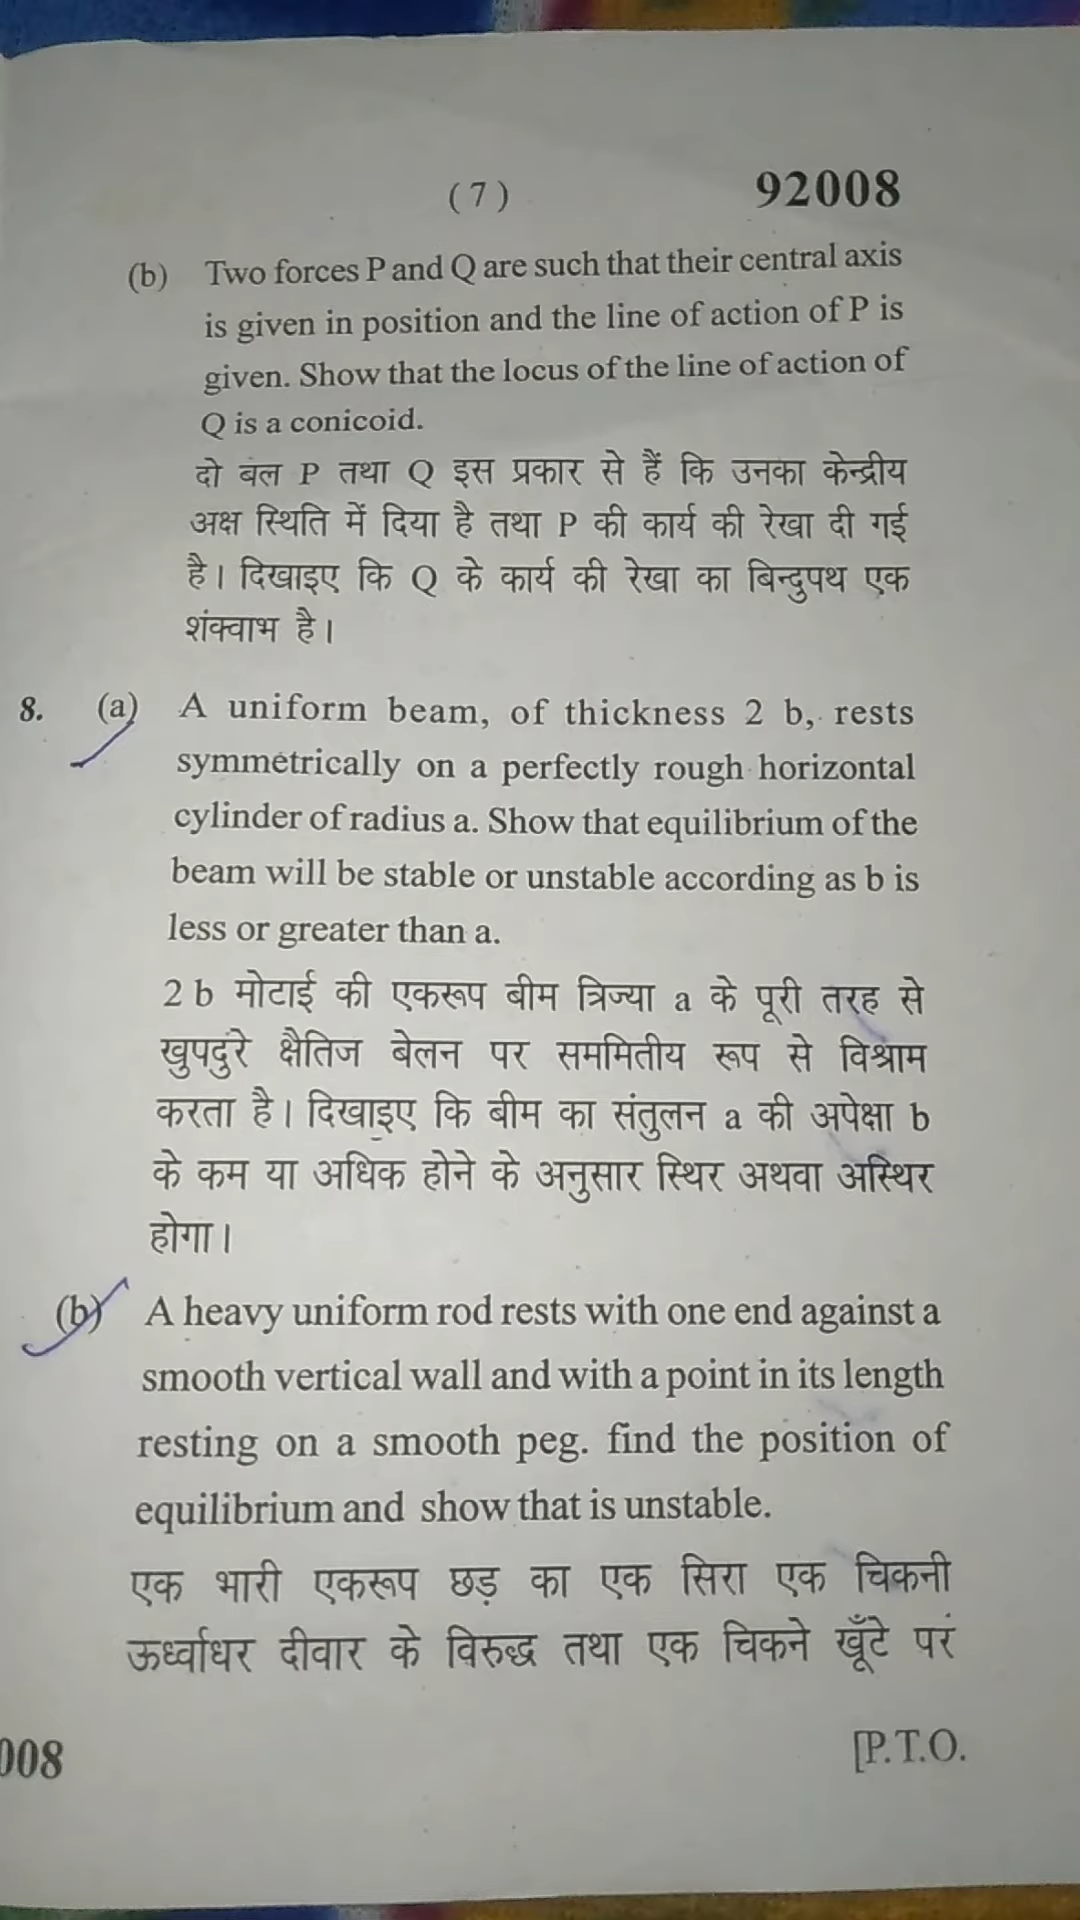 (7) 92008
(b) Two forces P and Q are such that their central axis
is given in position and the line of action of P is
given. Show that the locus of the line of action of
Q is a conicoid.
दो बल P तथा Q इस प्रकार से हैं कि उनका केन्द्रीय
अक्ष स्थिति में दिया है तथा P की कार्य की रेखा दी गई
है। दिखाइए कि Q के कार्य की रेखा का बिन्दुपथ एक
शंक्वाभ है।
8. (a) A uniform beam, of thickness 2 b, rests
symmetrically on a perfectly rough horizontal
cylinder of radius a. Show that equilibrium of the
beam will be stable or unstable according as b is
less or greater than a.
2 b मोटाई की एकरूप बीम त्रिज्या a के पूरी तरह से
खुपदुरे क्षैतिज बेलन पर सममितीय रूप से विश्राम
करता है। दिखाइए कि बीम का संतुलन a की अपेक्षा b
के कम या अधिक होने के अनुसार स्थिर अथवा अस्थिर
होगा।
(b) A heavy uniform rod rests with one end against a
smooth vertical wall and with a point in its length
resting on a smooth peg. find the position of
equilibrium and show that is unstable.
एक भारी एकरूप छड़ का एक सिरा एक चिकनी
ऊर्ध्वाधर दीवार के विरुद्ध तथा एक चिकने खूँटे पर
008 [P.T.O.